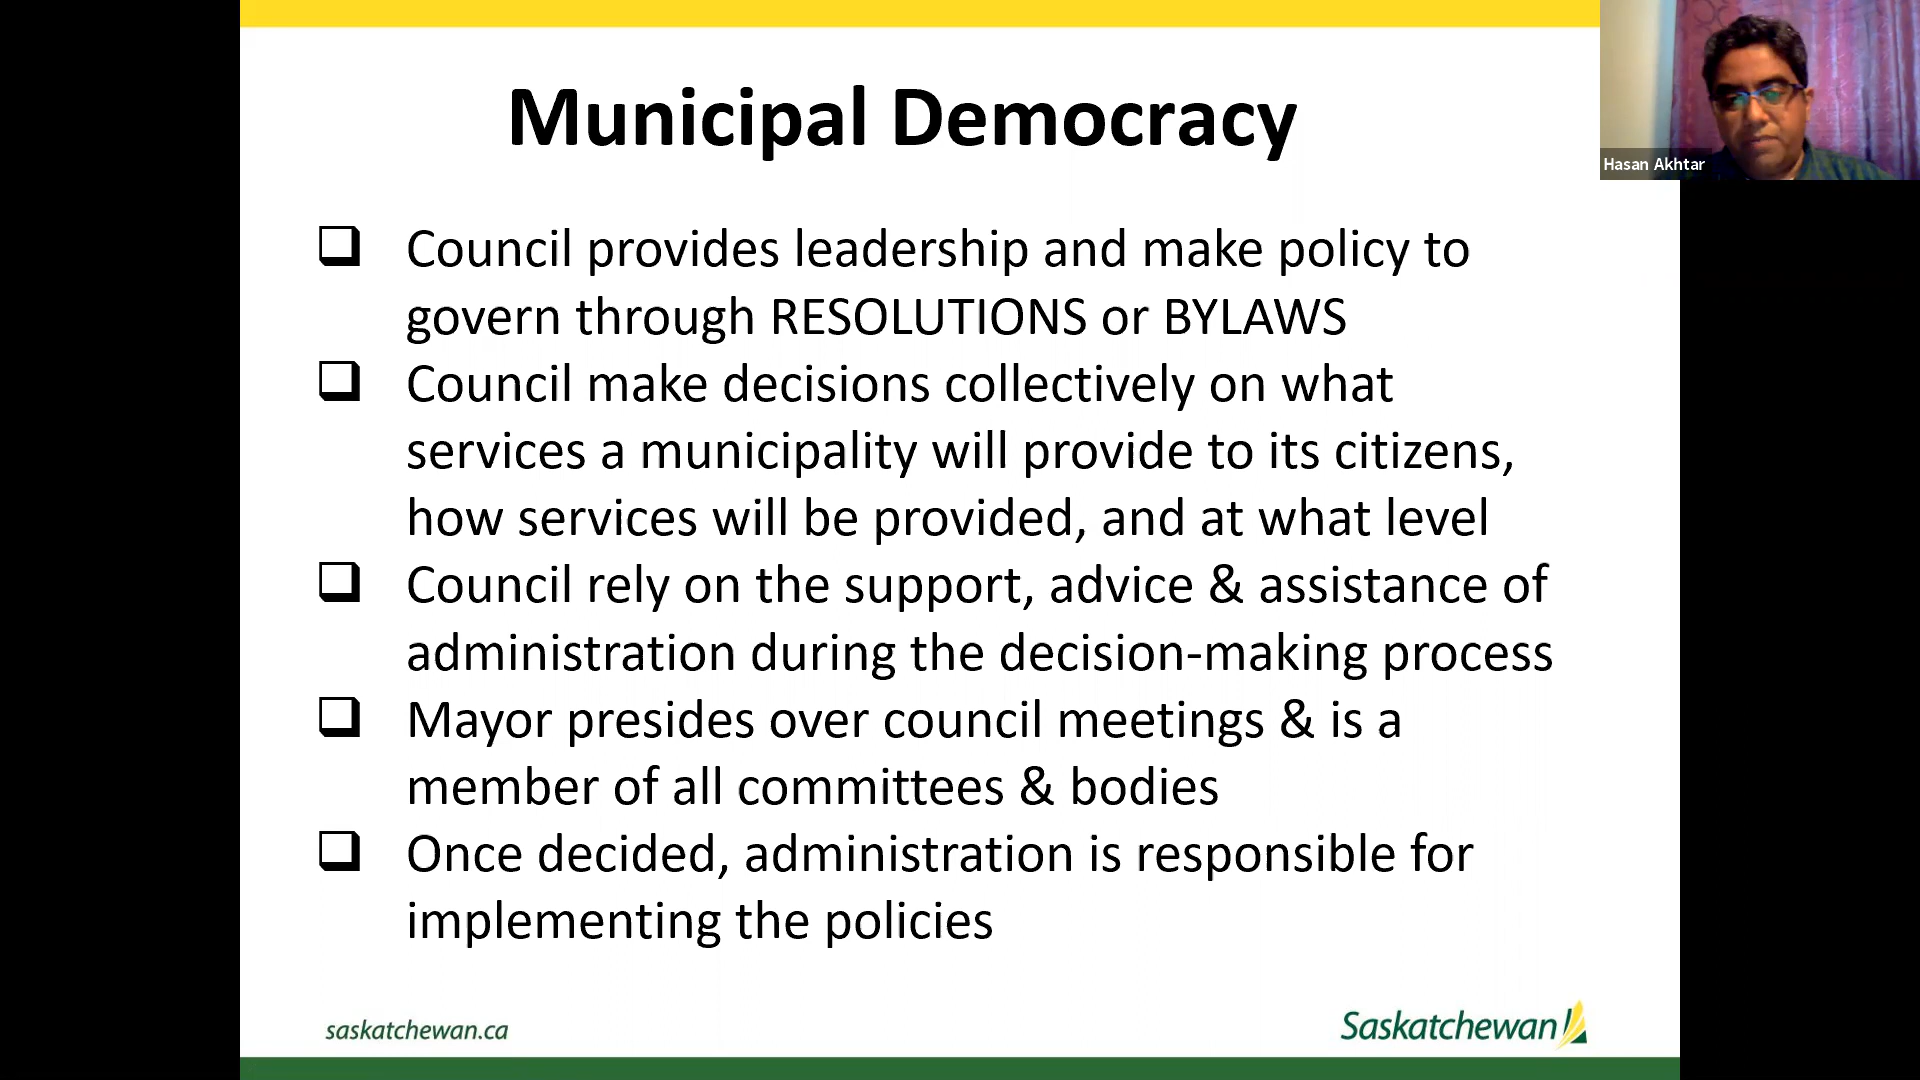 Municipal Democracy
Hasan Akhtar
Council provides leadership and make policy to
govern through RESOLUTIONS or BYLAWS
Council make decisions collectively on what
services a municipality will provide to its citizens,
how services will be provided, and at what level
Council rely on the support, advice & assistance of
administration during the decision-making process
Mayor presides over council meetings & is a
member of all committees & bodies
Once decided, administration is responsible for
implementing the policies
saskatchewan.ca
Saskatchewan